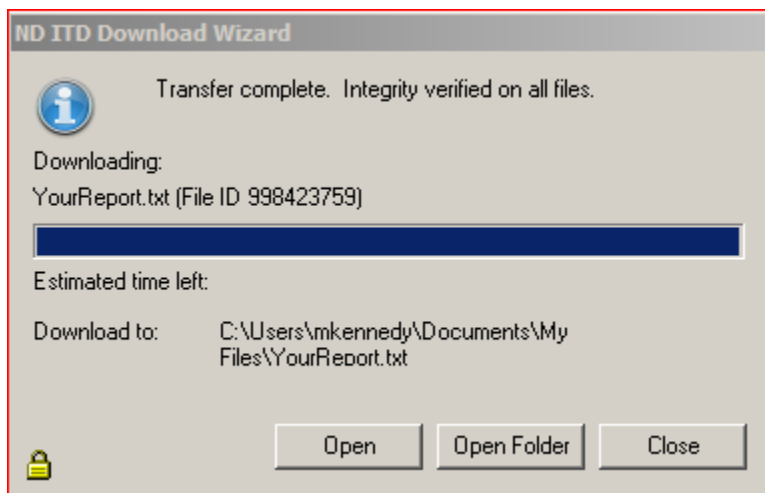 ND ITD Download Wizard
Transfer complete.  Integrity verified on all files.
Downloading:
YourReport.txt (File ID 998423759)
Estimated time left:
Download to:
C:\Users\mkennedy\Documents\My
Files\YourReport.txt
Open
Open Folder
Close